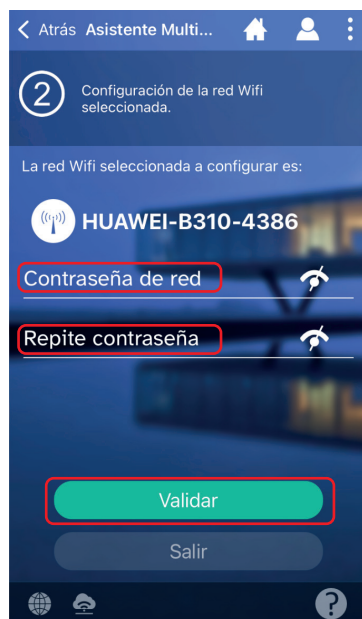 Atrás Asistente Multi...
2
Configuración de la red Wifi
seleccionada.
La red Wifi seleccionada a configurar es:
HUAWEI-B310-4386
Contraseña de red
Repite contraseña
Validar
Salir
?